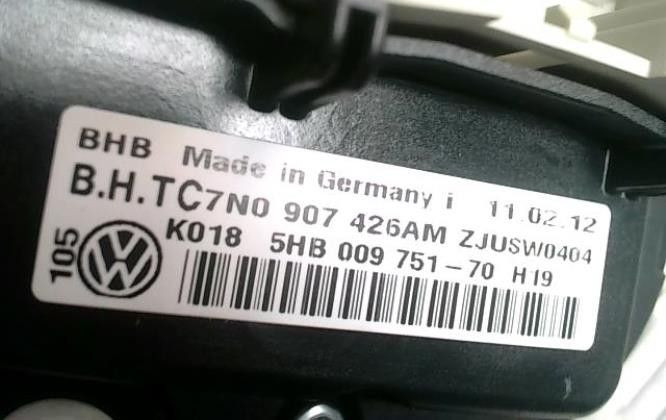 BHB Made in Germany i 11.02.12
B.H.TC7N0 907 426AM ZJUSW0404
105 K018 5HB 009 751-70 H19